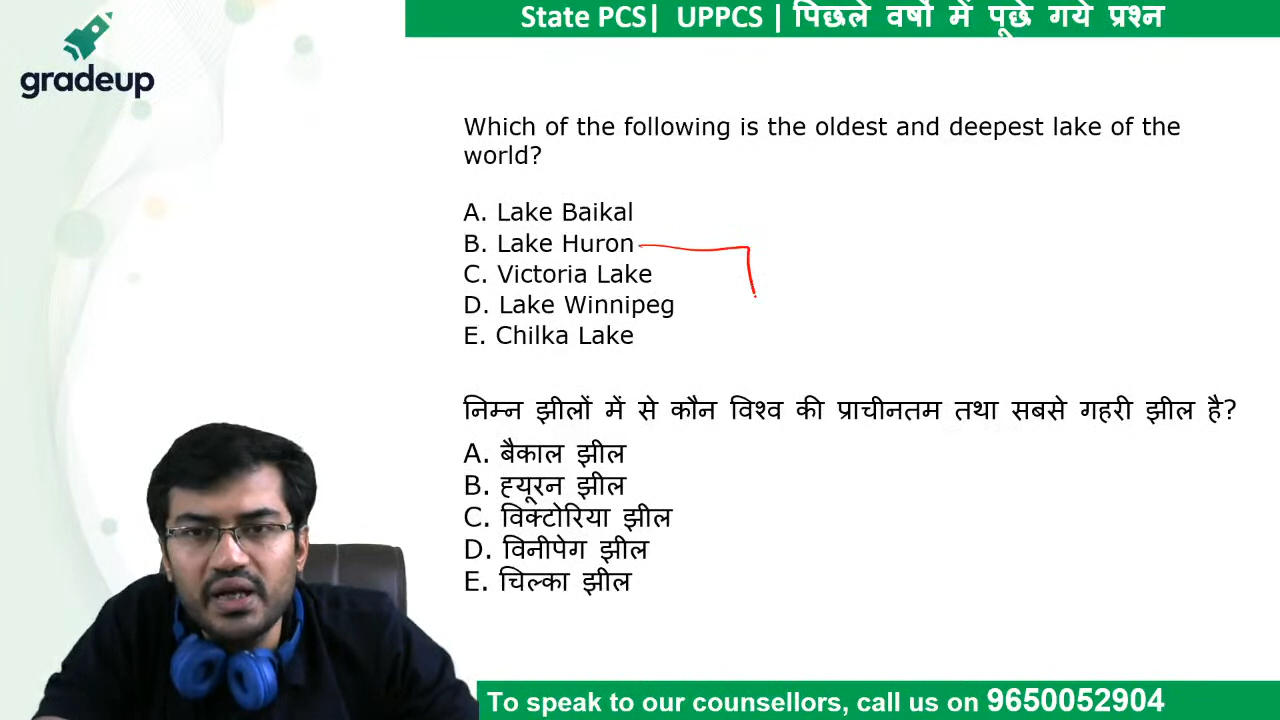 State PCS| UPPCS | पिछले वर्षों में पूछे गये प्रश्न
gradeup
Which of the following is the oldest and deepest lake of the
world?
A. Lake Baikal
B. Lake Huron
C. Victoria Lake
D. Lake Winnipeg
E. Chilka Lake
निम्न झीलों में से कौन विश्व की प्राचीनतम तथा सबसे गहरी झील है?
A. बैकाल झील
B. ह्यूरन झील
C. विक्टोरिया झील
D. विनीपेग झील
E. चिल्का झील
To speak to our counsellors, call us on 9650052904